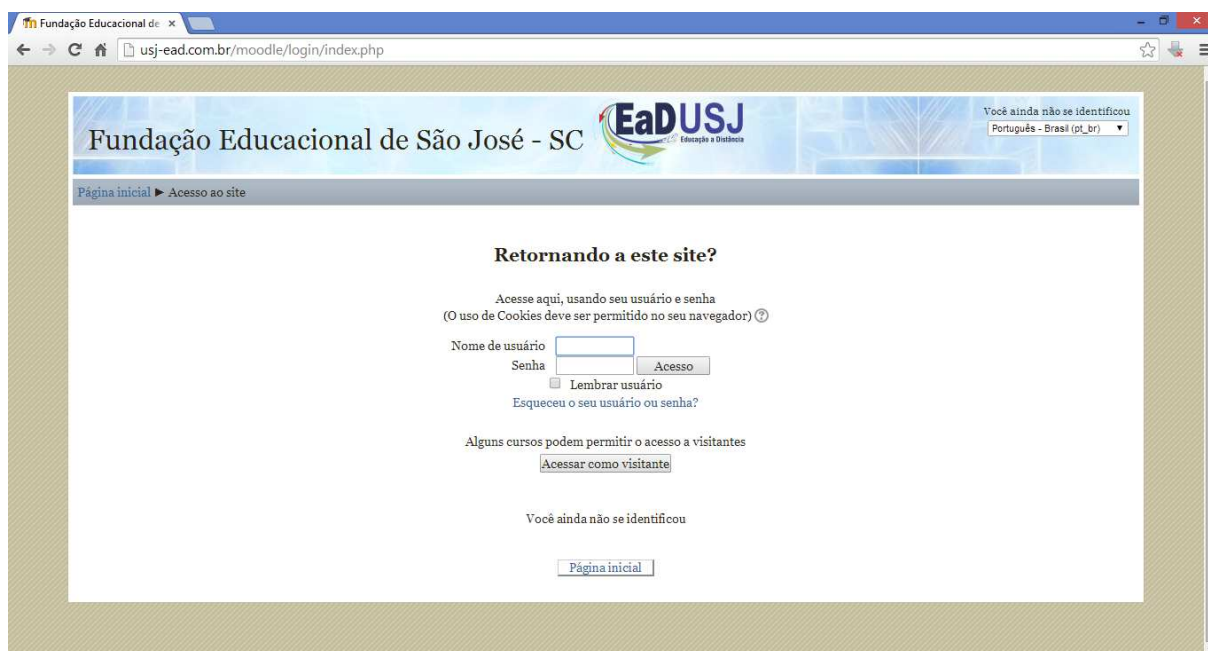 Fundação Educacional de
usj-ead.com.br/moodle/login/index.php
Fundação Educacional de São José - SC
EaDUSJ
Educação a Distância
Você ainda não se identificou
Português - Brasil (pt_br)
Página inicial ► Acesso ao site
Retornando a este site?
Acesse aqui, usando seu usuário e senha
(O uso de Cookies deve ser permitido no seu navegador)
Nome de usuário
Senha Acesso
Lembrar usuário
Esqueceu o seu usuário ou senha?
Alguns cursos podem permitir o acesso a visitantes
Acessar como visitante
Você ainda não se identificou
Página inicial